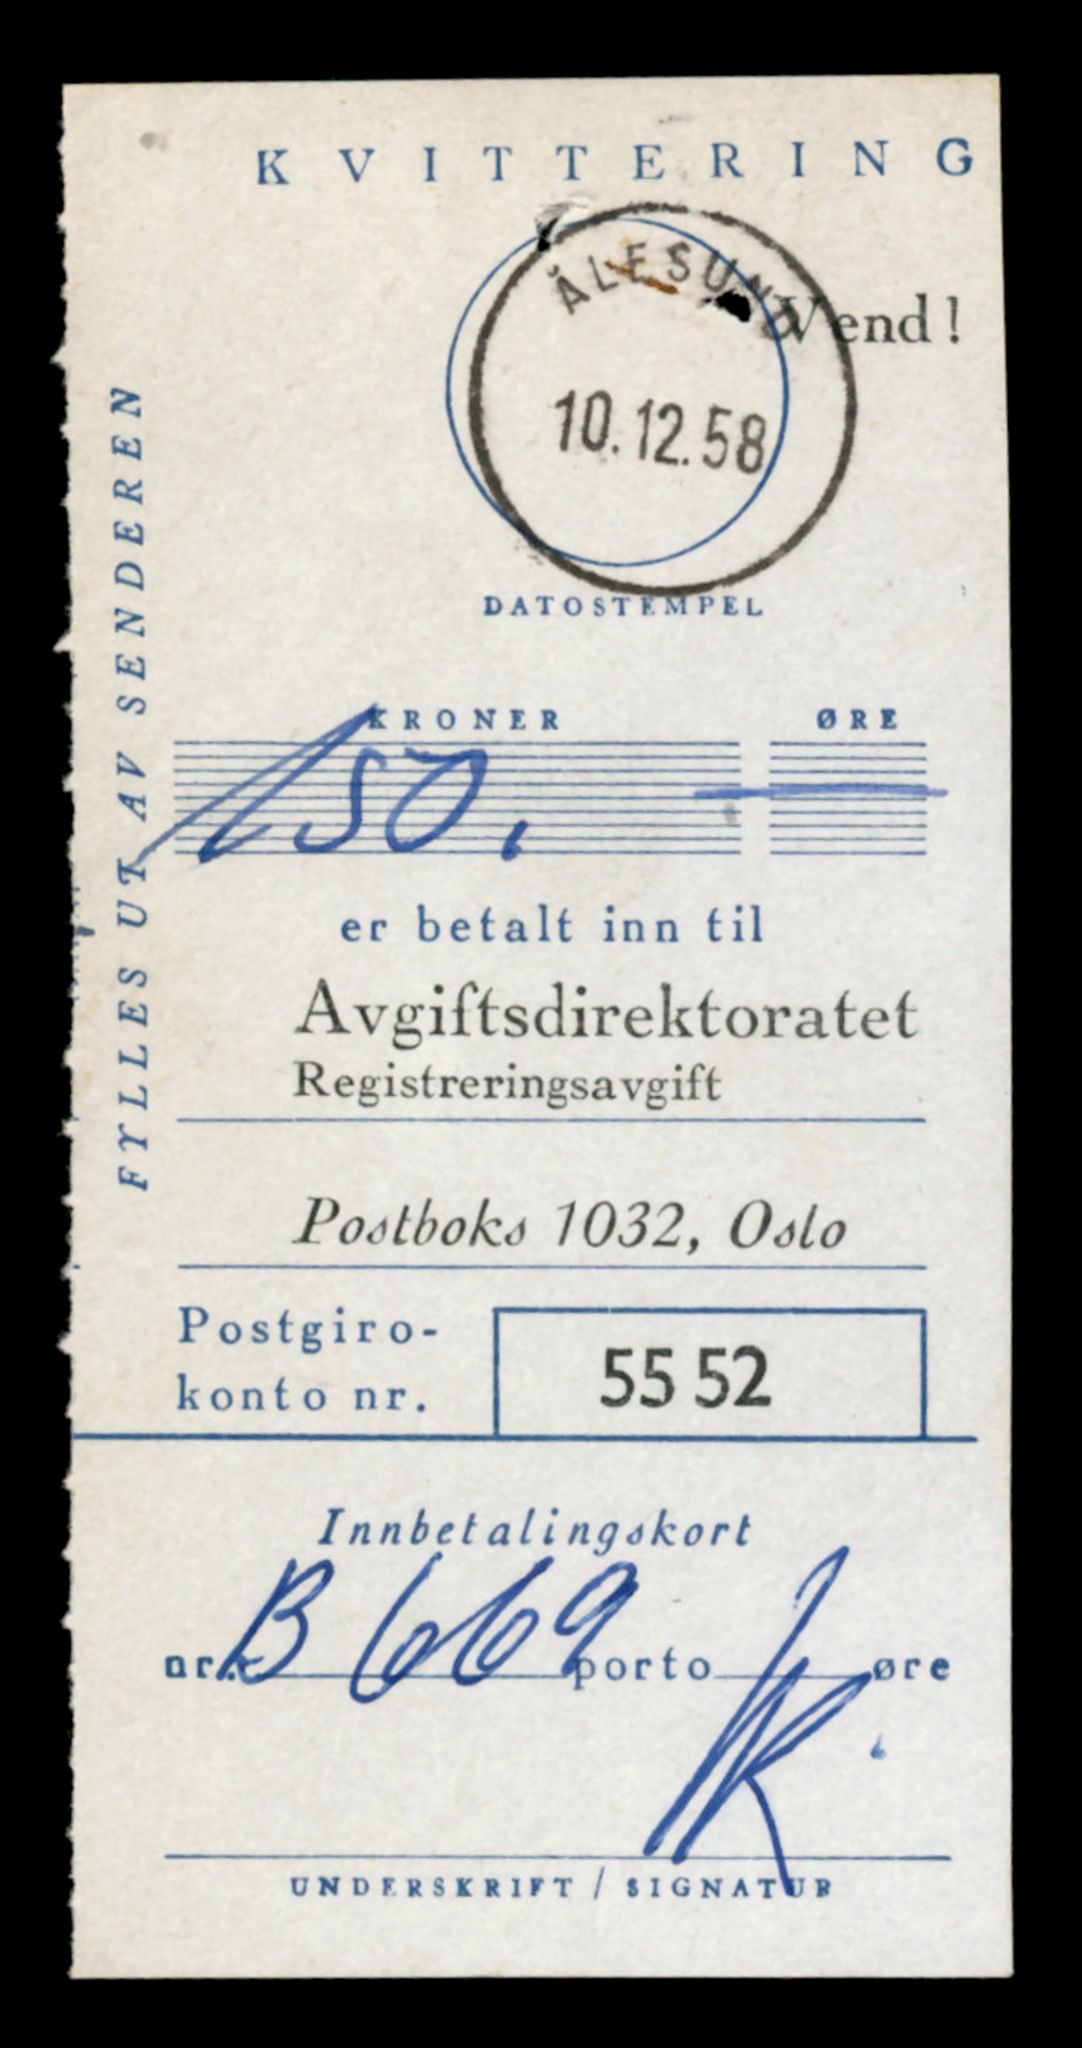 KVITTERING
ÅLESUND
Vend!
10.12.58
DATOSTEMPEL
FYLLES UT AV SENDEREN
KRONER ØRE
150, —
er betalt inn til
Avgiftsdirektoratet
Registreringsavgift
Postboks 1032, Oslo
Postgiro-
konto nr. 55 52
Innbetalingskort
nr. B 669 porto øre
UNDERSKRIFT / SIGNATUR